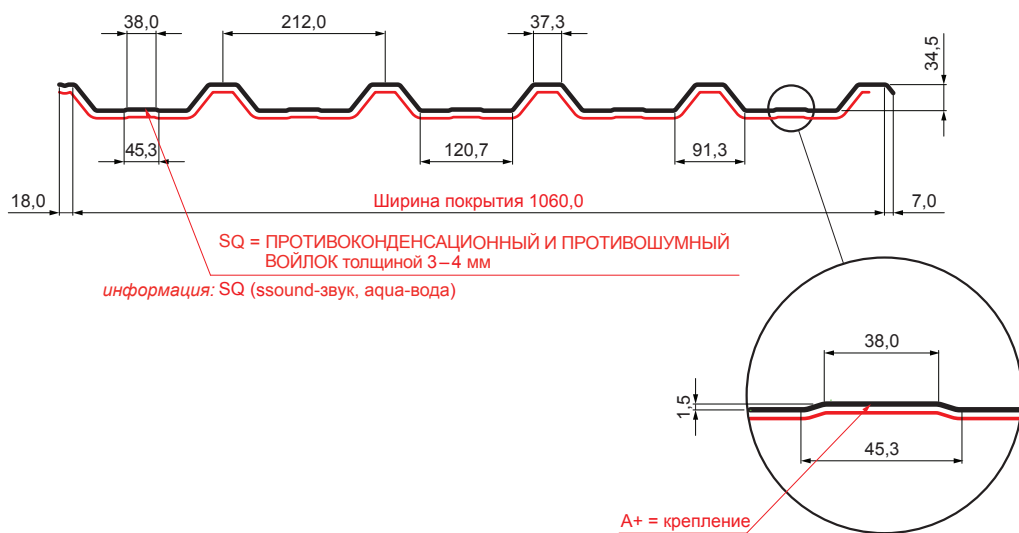 38,0
212,0
37,3
34,5
45,3
120,7
91,3
18,0
Ширина покрытия 1060,0
7,0
SQ = ПРОТИВОКОНДЕНСАЦИОННЫЙ И ПРОТИВОШУМНЫЙ
ВОЙЛОК толщиной 3–4 мм
информация: SQ (ssound-звук, aqua-вода)
38,0
1,5
45,3
A+ = крепление